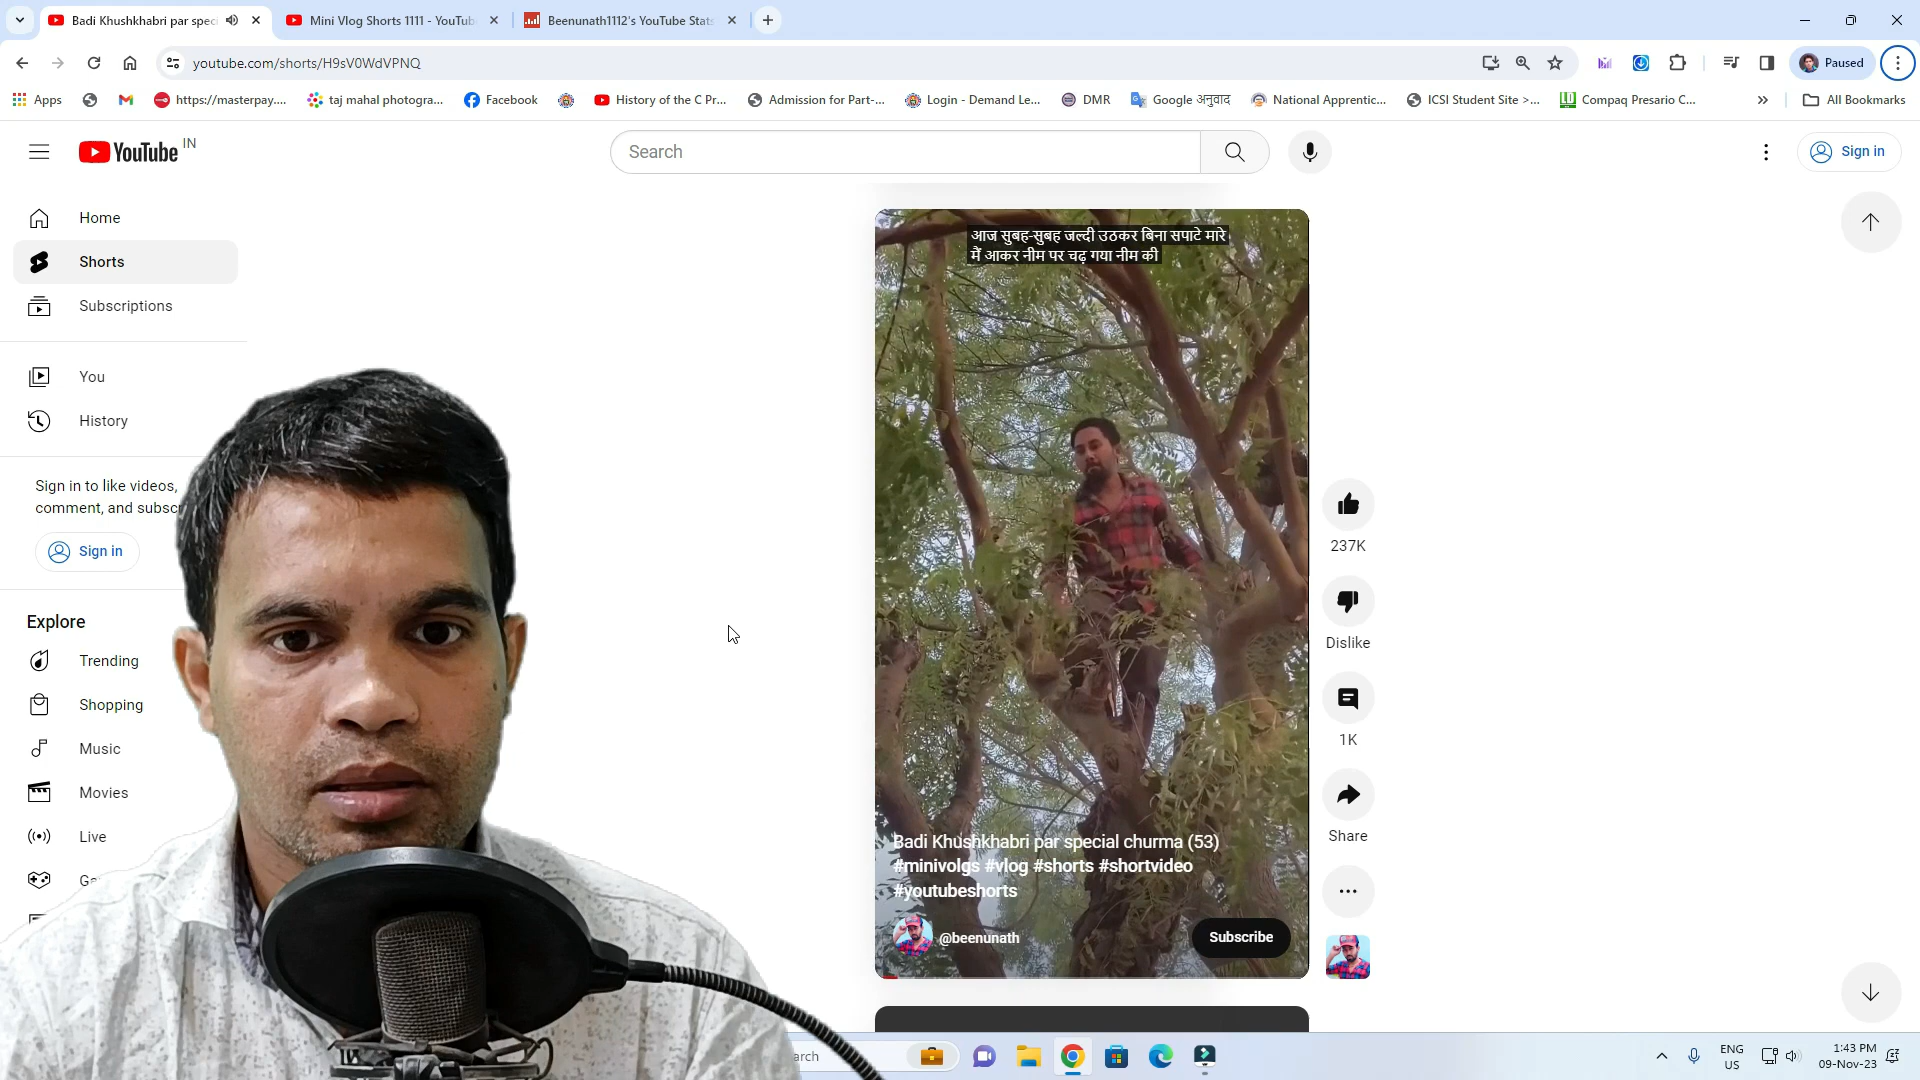 Badi Khushkhabri par speci
Mini Vlog Shorts 1111 - YouTub
Beenunath1112's YouTube Stats
youtube.com/shorts/H9sV0WdVPNQ
Paused
Apps
https://masterpay....
taj mahal photogra...
Facebook
History of the C Pr...
Admission for Part-...
Login - Demand Le...
DMR
Google अनुवाद
National Apprentic...
ICSI Student Site >...
Compaq Presario C...
All Bookmarks
YouTube IN
Search
Sign in
Home
Shorts
Subscriptions
You
History
Sign in to like videos,
comment, and subscr
Sign in
Explore
Trending
Shopping
Music
Movies
Live
Ga
आज सुबह-सुबह जल्दी उठकर बिना सपाटे मारे
मैं आकर नीम पर चढ़ गया नीम की
Badi Khushkhabri par special churma (53)
#minivolgs #vlog #shorts #shortvideo
#youtubeshorts
@beenunath
Subscribe
237K
Dislike
1K
Share
arch
ENG
US
1:43 PM
09-Nov-23